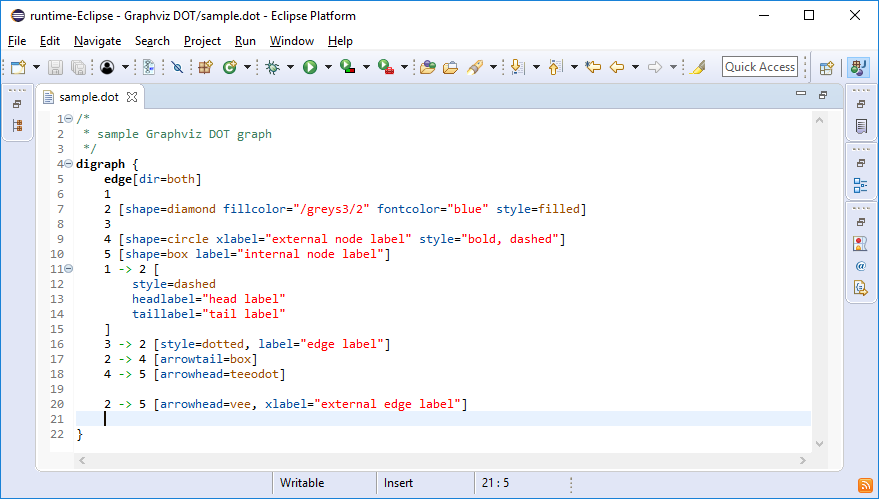 runtime-Eclipse - Graphviz DOT/sample.dot - Eclipse Platform
File Edit Navigate Search Project Run Window Help
Quick Access
sample.dot
1 /*
2  * sample Graphviz DOT graph
3  */
4 digraph {
5     edge[dir=both]
6     1
7     2 [shape=diamond fillcolor="/greys3/2" fontcolor="blue" style=filled]
8     3
9     4 [shape=circle xlabel="external node label" style="bold, dashed"]
10     5 [shape=box label="internal node label"]
11     1 -> 2 [
12         style=dashed
13         headlabel="head label"
14         taillabel="tail label"
15     ]
16     3 -> 2 [style=dotted, label="edge label"]
17     2 -> 4 [arrowtail=box]
18     4 -> 5 [arrowhead=teeodot]
19
20     2 -> 5 [arrowhead=vee, xlabel="external edge label"]
21
22 }
Writable Insert 21 : 5